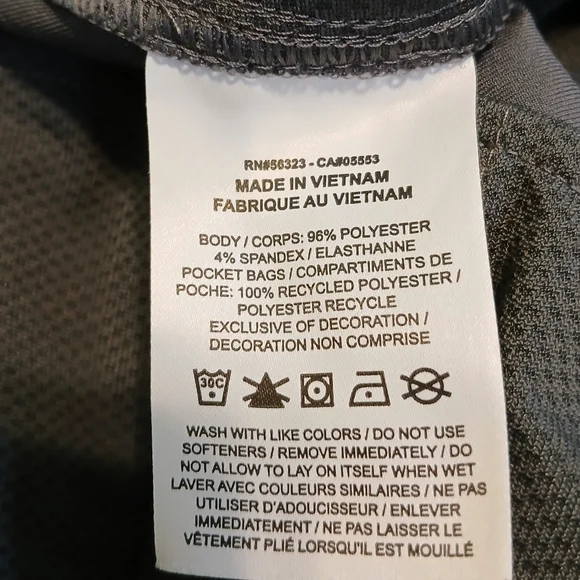 RN#56323 - CA#05553
MADE IN VIETNAM
FABRIQUE AU VIETNAM
BODY / CORPS: 96% POLYESTER
4% SPANDEX / ELASTHANNE
POCKET BAGS / COMPARTIMENTS DE
POCHE: 100% RECYCLED POLYESTER /
POLYESTER RECYCLE
EXCLUSIVE OF DECORATION /
DECORATION NON COMPRISE
30C
WASH WITH LIKE COLORS / DO NOT USE
SOFTENERS / REMOVE IMMEDIATELY / DO
NOT ALLOW TO LAY ON ITSELF WHEN WET
LAVER AVEC COULEURS SIMILAIRES / NE PAS
UTILISER D'ADOUCISSEUR / ENLEVER
IMMEDIATEMENT / NE PAS LAISSER LE
VÊTEMENT PLIÉ LORSQU'IL EST MOUILLÉ